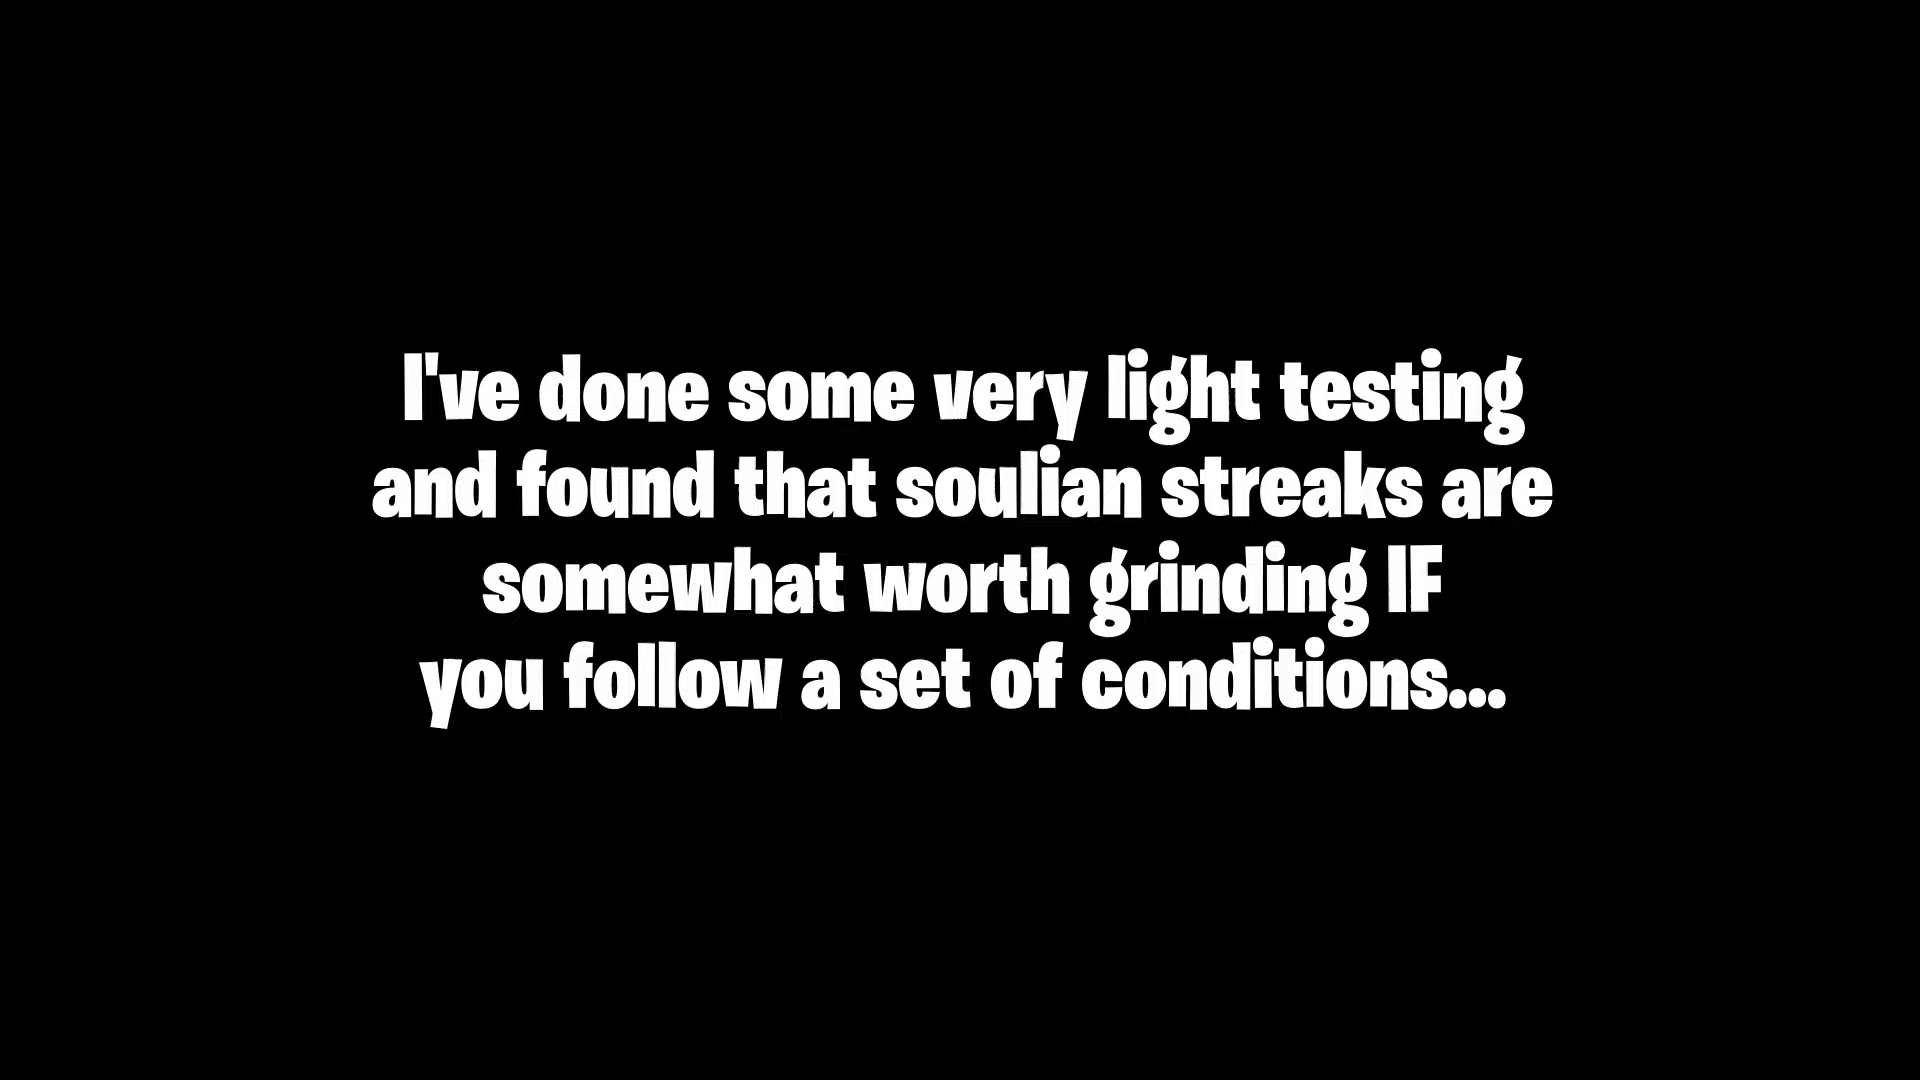 I've done some very light testing
and found that soulian streaks are
somewhat worth grinding IF
you follow a set of conditions...